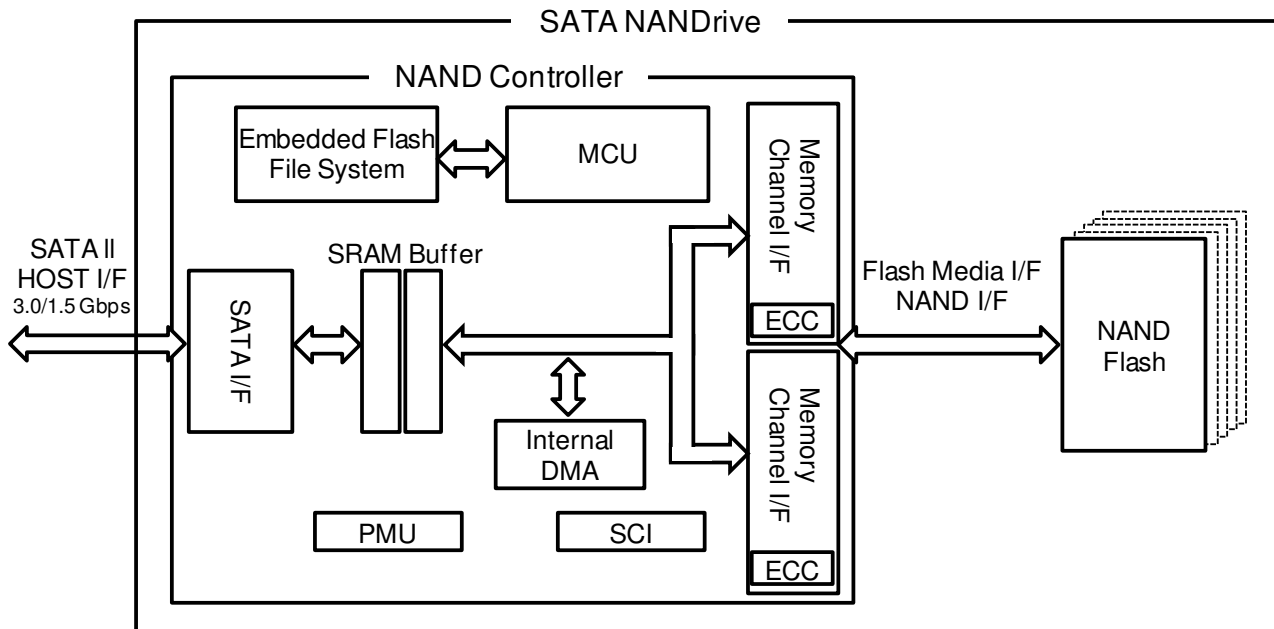 SATA NANDrive
NAND Controller
Embedded Flash
File System
MCU
Memory
Channel I/F
ECC
SATA II
HOST I/F
3.0/1.5 Gbps
SATA I/F
SRAM Buffer
Internal
DMA
PMU
SCI
Memory
Channel I/F
ECC
Flash Media I/F
NAND I/F
NAND
Flash